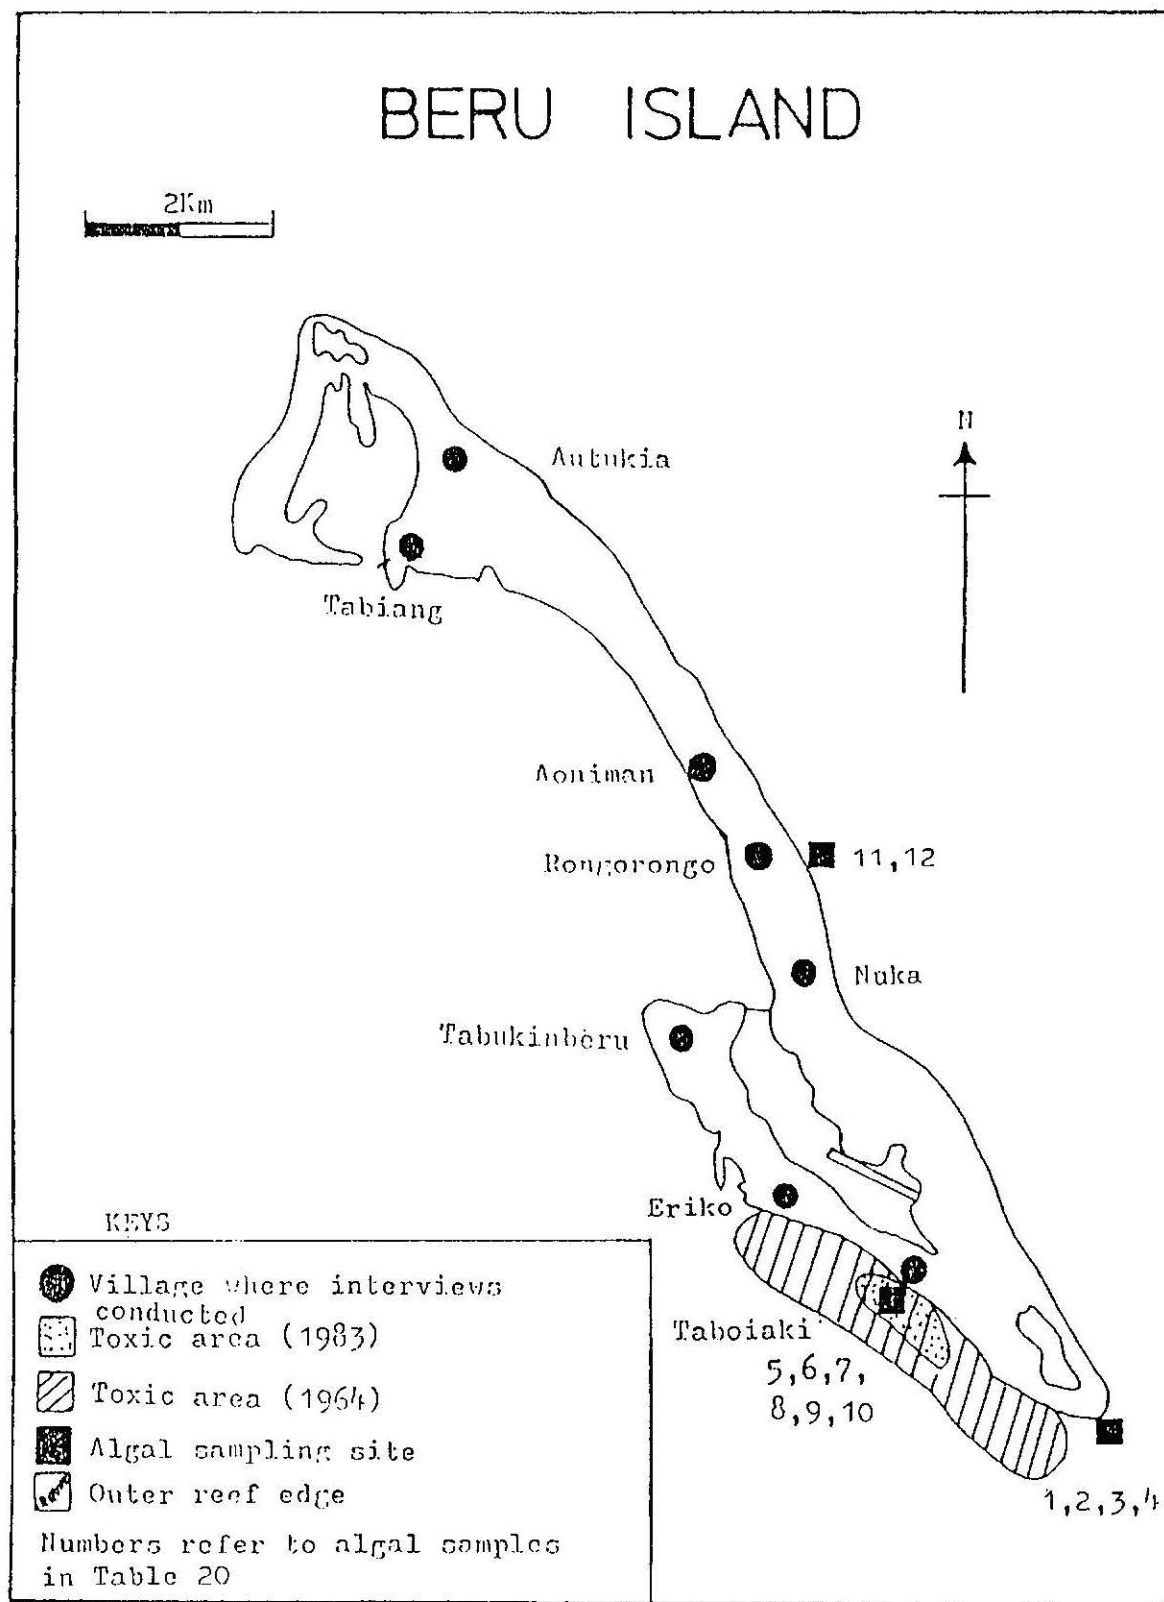 BERU ISLAND
2Km
N
Autukia
Tabiang
Aoniman
Rongorongo
11,12
Nuka
Tabukinberu
Eriko
Taboiaki
5,6,7,
8,9,10
1,2,3,4
KEYS
Village where interviews
conducted
Toxic area (1983)
Toxic area (1964)
Algal sampling site
Outer reef edge
Numbers refer to algal samples
in Table 20